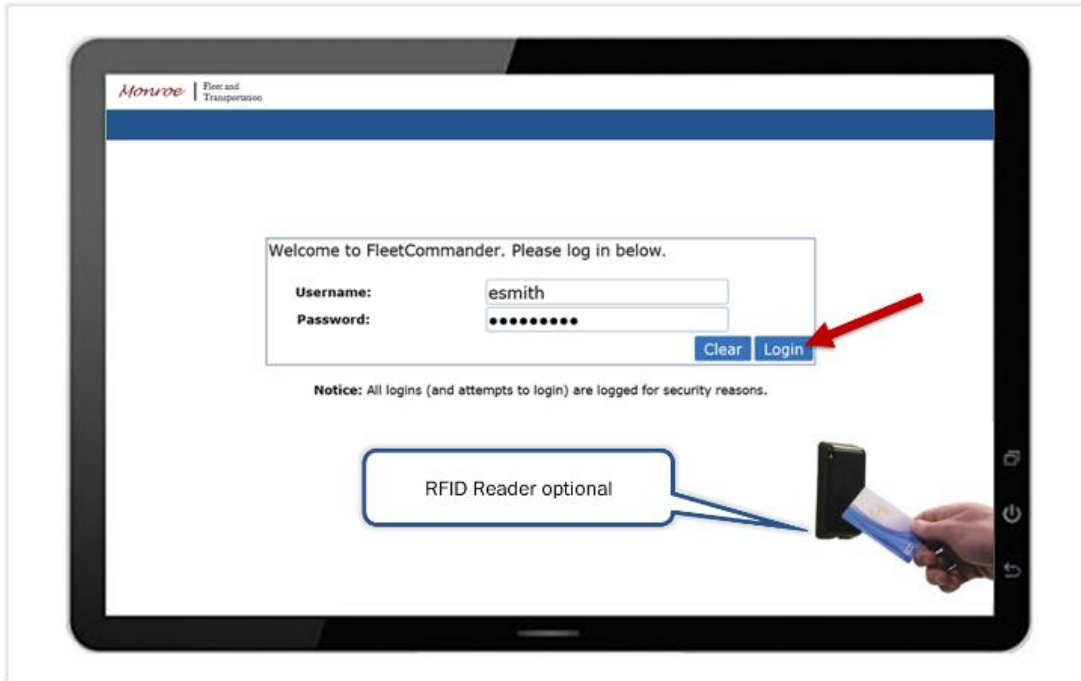 Monroe
Fleet and
Transportation
Welcome to FleetCommander. Please log in below.
Username:
esmith
Password:
•••••••••
Clear
Login
Notice: All logins (and attempts to login) are logged for security reasons.
RFID Reader optional